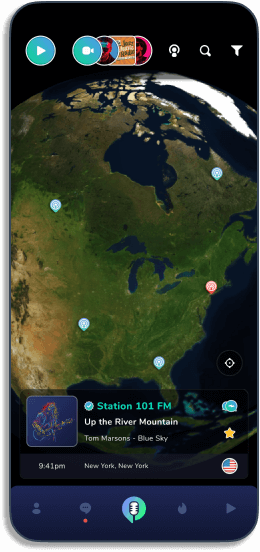 Station 101 FM
Up the River Mountain
Tom Marsons - Blue Sky
9:41pm New York, New York